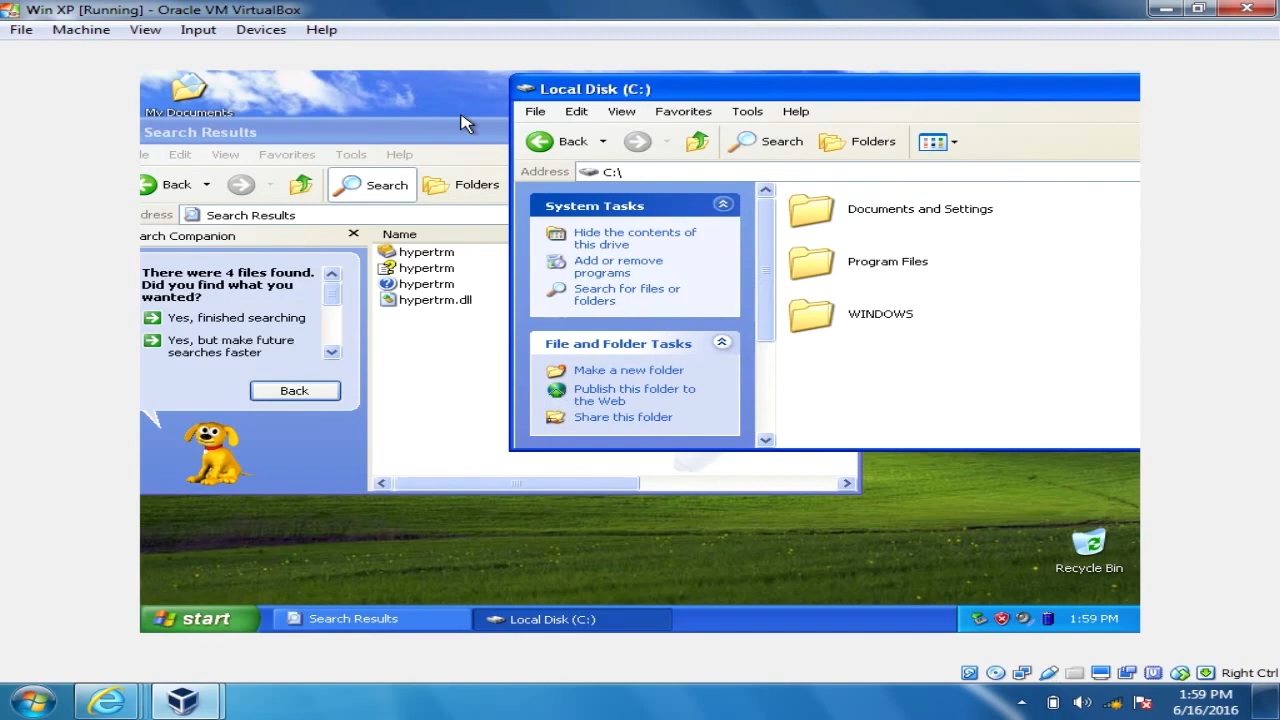 Win XP [Running] - Oracle VM VirtualBox
File Machine View Input Devices Help
My Documents
Search Results
le Edit View Favorites Tools Help
Back Search Folders
dress Search Results
arch Companion
Name
There were 4 files found.
Did you find what you
wanted?
Yes, finished searching
Yes, but make future
searches faster
Back
hypertrm
hypertrm
hypertrm
hypertrm.dll
Local Disk (C:)
File Edit View Favorites Tools Help
Back Search Folders
Address C:\
System Tasks
Hide the contents of
this drive
Add or remove
programs
Search for files or
folders
File and Folder Tasks
Make a new folder
Publish this folder to
the Web
Share this folder
Documents and Settings
Program Files
WINDOWS
Recycle Bin
start Search Results Local Disk (C:) 1:59 PM
Right Ctrl
1:59 PM
6/16/2016